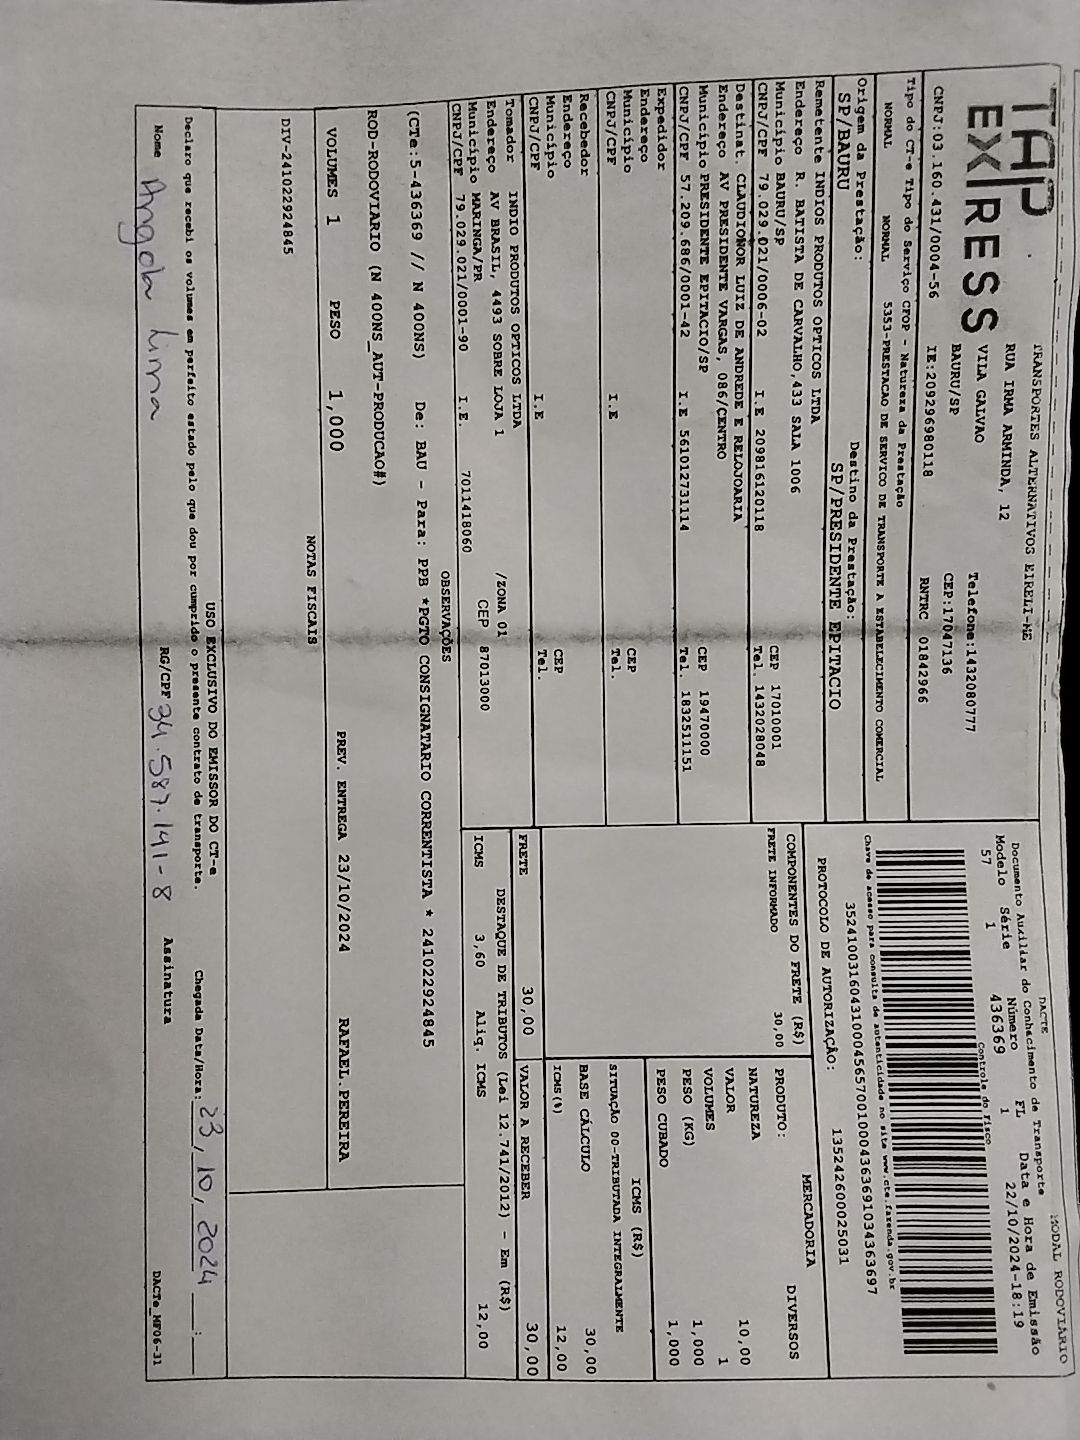 TAP
EXPRESS
TRANSPORTES ALTERNATIVOS EIRELI-ME
RUA IRMA ARMINDA, 12
VILA GALVAO
BAURU/SP
Telefone:1432080777
CEP:17047136
CNPJ:03.160.431/0004-56 IE:209296980118 RNTRC 01842966
MODAL RODOVIÁRIO
DACTE
Documento Auxiliar do Conhecimento de Transporte
Modelo Série Número FL Data e Hora de Emissão
57 1 436369 1 22/10/2024-18:19
Controle do Fisco
Chave de acesso para consulta de autenticidade no site www.cte.fazenda.gov.br
35241003160431000456570010004363691034363697
PROTOCOLO DE AUTORIZAÇÃO: 135242600025031
Tipo do CT-e Tipo do Serviço CFOP - Natureza da Prestação
NORMAL NORMAL 5353-PRESTACAO DE SERVICO DE TRANSPORTE A ESTABELECIMENTO COMERCIAL
Origem da Prestação: Destino da Prestação:
SP/BAURU SP/PRESIDENTE EPITACIO
Remetente INDIOS PRODUTOS OPTICOS LTDA
Endereço R. BATISTA DE CARVALHO,433 SALA 1006
Município BAURU/SP CEP 17010001
CNPJ/CPF 79.029.021/0006-02 I.E 209816120118 Tel. 1432028048
Destinat. CLAUDIONOR LUIZ DE ANDREDE E RELOJOARIA
Endereço AV PRESIDENTE VARGAS, 086/CENTRO
Município PRESIDENTE EPITACIO/SP CEP 19470000
CNPJ/CPF 57.209.686/0001-42 I.E 561012731114 Tel. 1832511151
Expedidor
Endereço
Município CEP
CNPJ/CPF I.E Tel.
Recebedor
Endereço
Município CEP
CNPJ/CPF I.E Tel.
Tomador INDIO PRODUTOS OPTICOS LTDA
Endereço AV BRASIL, 4493 SOBRE LOJA 1 /ZONA 01
Município MARINGA/PR CEP 87013000
CNPJ/CPF 79.029.021/0001-90 I.E. 7011418060
COMPONENTES DO FRETE (R$)
FRETE INFORMADO 30,00
FRETE 30,00
MERCADORIA
PRODUTO: DIVERSOS
NATUREZA
VALOR 10,00
VOLUMES 1
PESO (KG) 1,000
PESO CUBADO 1,000
ICMS (R$)
SITUAÇÃO 00-TRIBUTADA INTEGRALMENTE
BASE CÁLCULO 30,00
ICMS(%) 12,00
VALOR A RECEBER 30,00
DESTAQUE DE TRIBUTOS (Lei 12.741/2012) - Em (R$)
ICMS 3,60 Aliq. ICMS 12,00
OBSERVAÇÕES
(CTe:5-436369 // N 400NS) De: BAU - Para: PPB *PGTO CONSIGNATARIO CORRENTISTA * 241022924845
ROD-RODOVIARIO (N 400NS_AUT-PRODUCAO#)
VOLUMES 1 PESO 1,000 PREV. ENTREGA 23/10/2024 RAFAEL.PEREIRA
NOTAS FISCAIS
DIV-241022924845
USO EXCLUSIVO DO EMISSOR DO CT-e
Declaro que recebi os volumes em perfeito estado pelo que dou por cumprido o presente contrato de transporte. Chegada Data/Hora: 23/10/2024 __:__
Nome Angela Lima RG/CPF 34.587.141-8 Assinatura DACTe_MF06-31